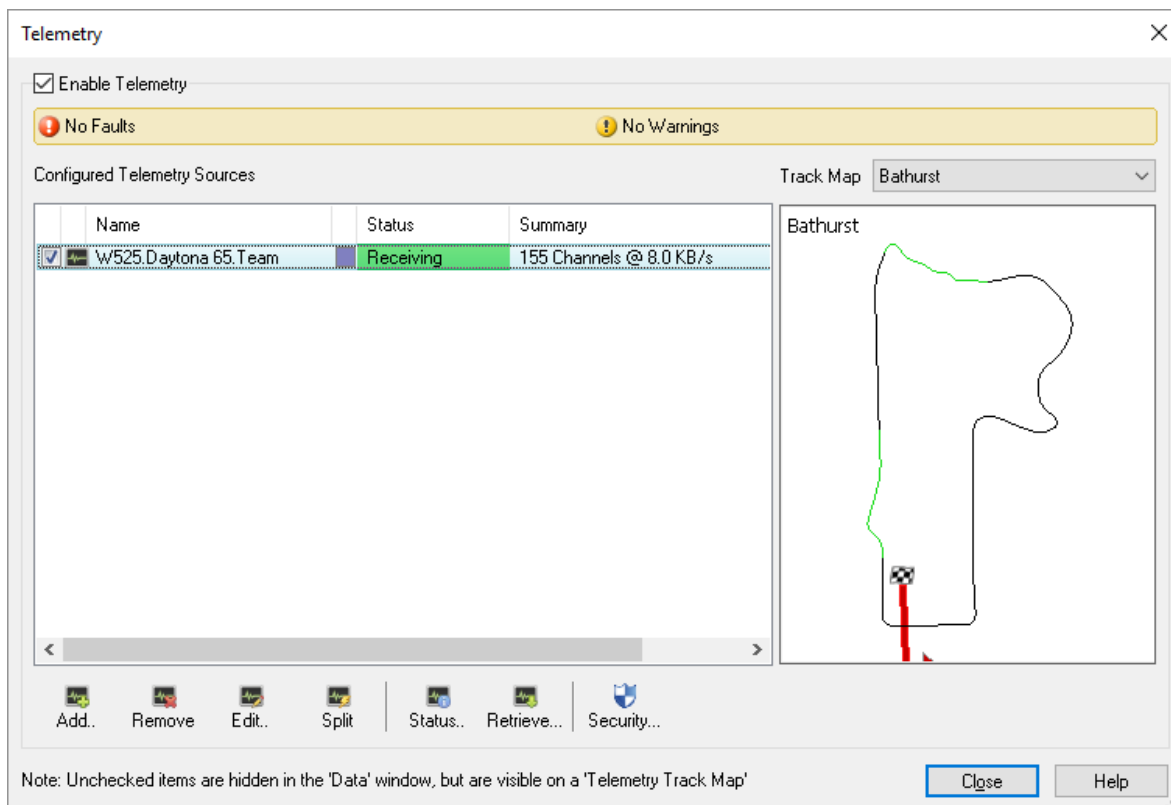 Telemetry
Enable Telemetry
No Faults No Warnings
Configured Telemetry Sources
Track Map Bathurst
Name Status Summary
W525.Daytona 65.Team Receiving 155 Channels @ 8.0 KB/s
Bathurst
Add.. Remove Edit.. Split Status.. Retrieve... Security...
Note: Unchecked items are hidden in the 'Data' window, but are visible on a 'Telemetry Track Map'
Close Help